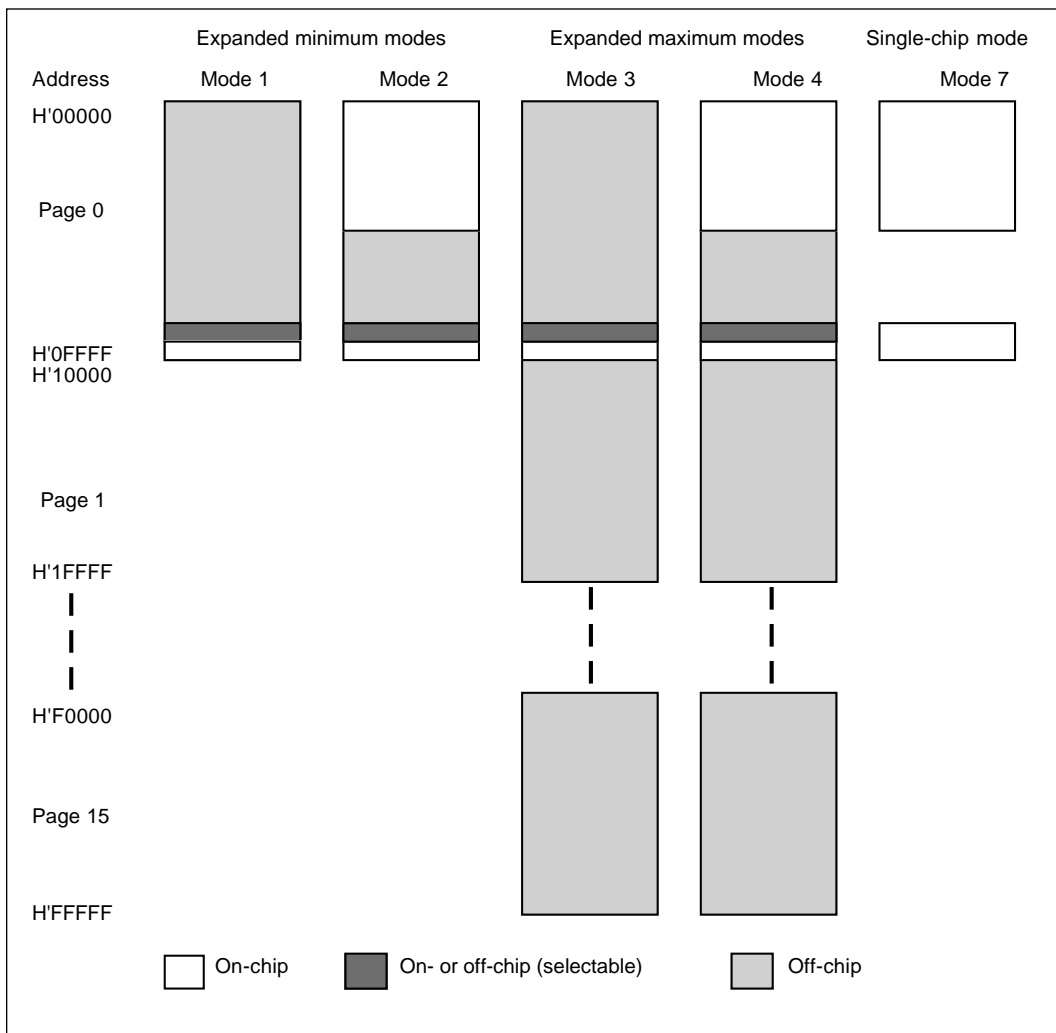 Expanded minimum modes Expanded maximum modes Single-chip mode
Address Mode 1 Mode 2 Mode 3 Mode 4 Mode 7
H'00000
Page 0
H'0FFFF
H'10000
Page 1
H'1FFFF
H'F0000
Page 15
H'FFFFF
On-chip On- or off-chip (selectable) Off-chip